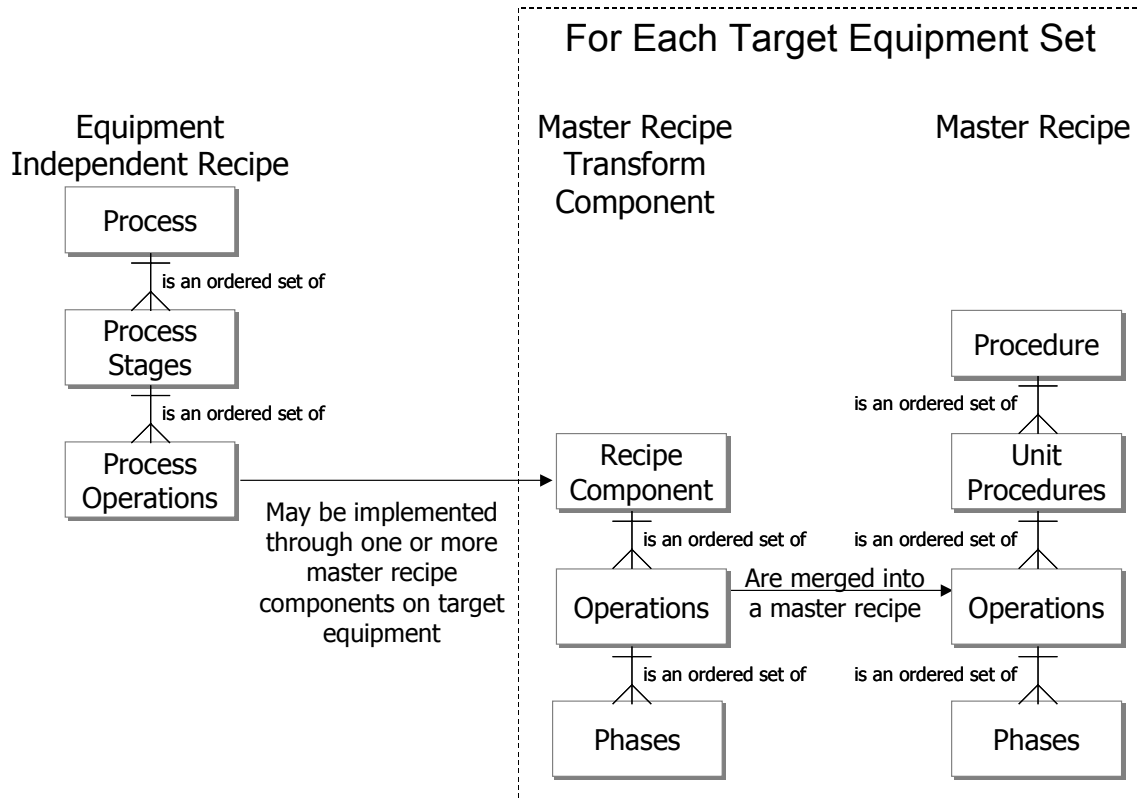 For Each Target Equipment Set
Equipment
Independent Recipe
Master Recipe
Transform
Component
Master Recipe
Process
is an ordered set of
Process
Stages
is an ordered set of
Process
Operations
May be implemented
through one or more
master recipe
components on target
equipment
Recipe
Component
is an ordered set of
Operations
is an ordered set of
Phases
Are merged into
a master recipe
Procedure
is an ordered set of
Unit
Procedures
is an ordered set of
Operations
is an ordered set of
Phases